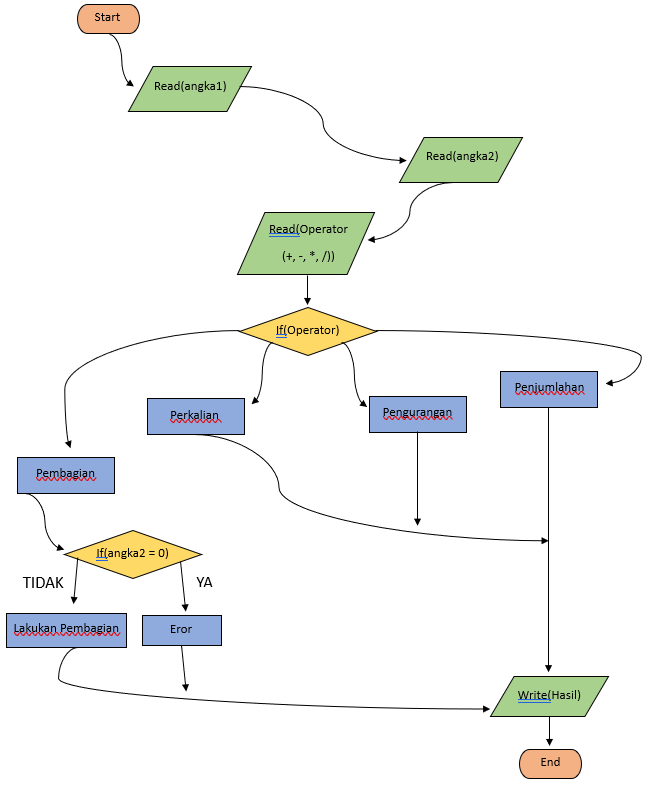 Start
Read(angka1)
Read(angka2)
Read(Operator
(+, -, *, /))
If(Operator)
Penjumlahan
Perkalian
Pengurangan
Pembagian
If(angka2 = 0)
TIDAK
YA
Lakukan Pembagian
Eror
Write(Hasil)
End